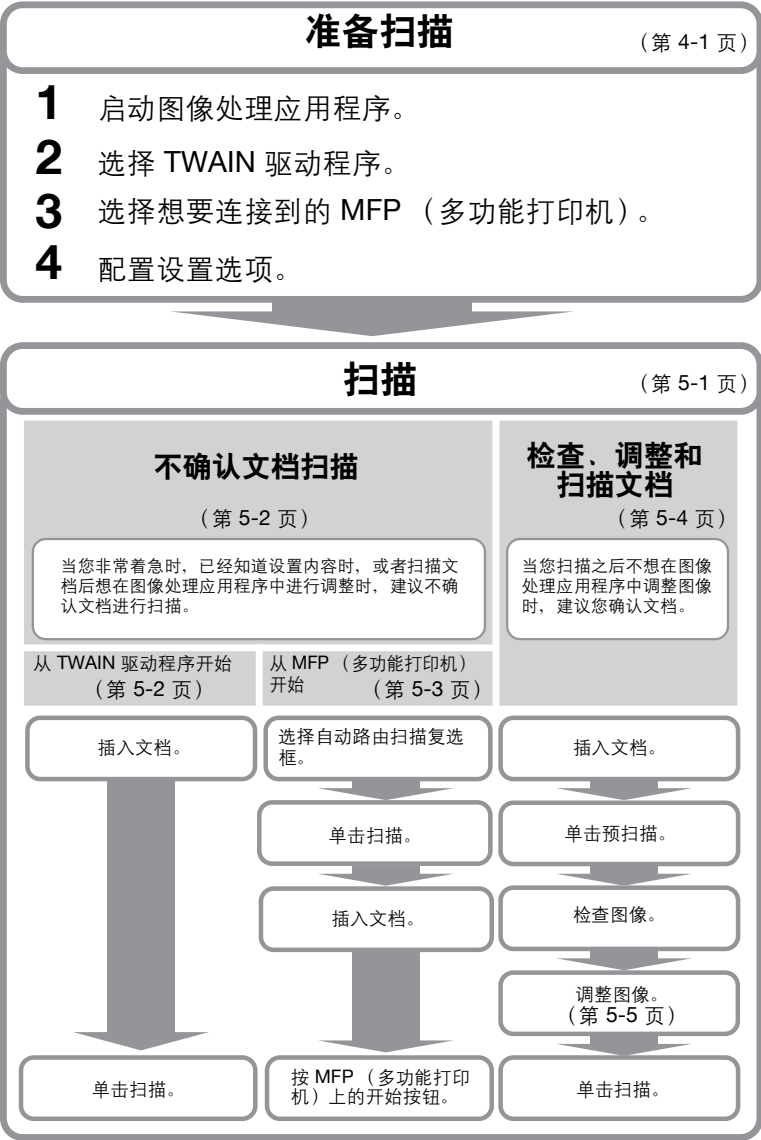 准备扫描
（第 4-1 页）
1 启动图像处理应用程序。
2 选择 TWAIN 驱动程序。
3 选择想要连接到的 MFP （多功能打印机）。
4 配置设置选项。
扫描
（第 5-1 页）
不确认文档扫描
（第 5-2 页）
当您非常着急时，已经知道设置内容时，或者扫描文
档后想在图像处理应用程序中进行调整时，建议不确
认文档进行扫描。
从 TWAIN 驱动程序开始
（第 5-2 页）
插入文档。
单击扫描。
从 MFP （多功能打印机）
开始 （第 5-3 页）
选择自动路由扫描复选
框。
单击扫描。
插入文档。
按 MFP （多功能打印
机）上的开始按钮。
检查、调整和
扫描文档
（第 5-4 页）
当您扫描之后不想在图像
处理应用程序中调整图像
时，建议您确认文档。
插入文档。
单击预扫描。
检查图像。
调整图像。
（第 5-5 页）
单击扫描。